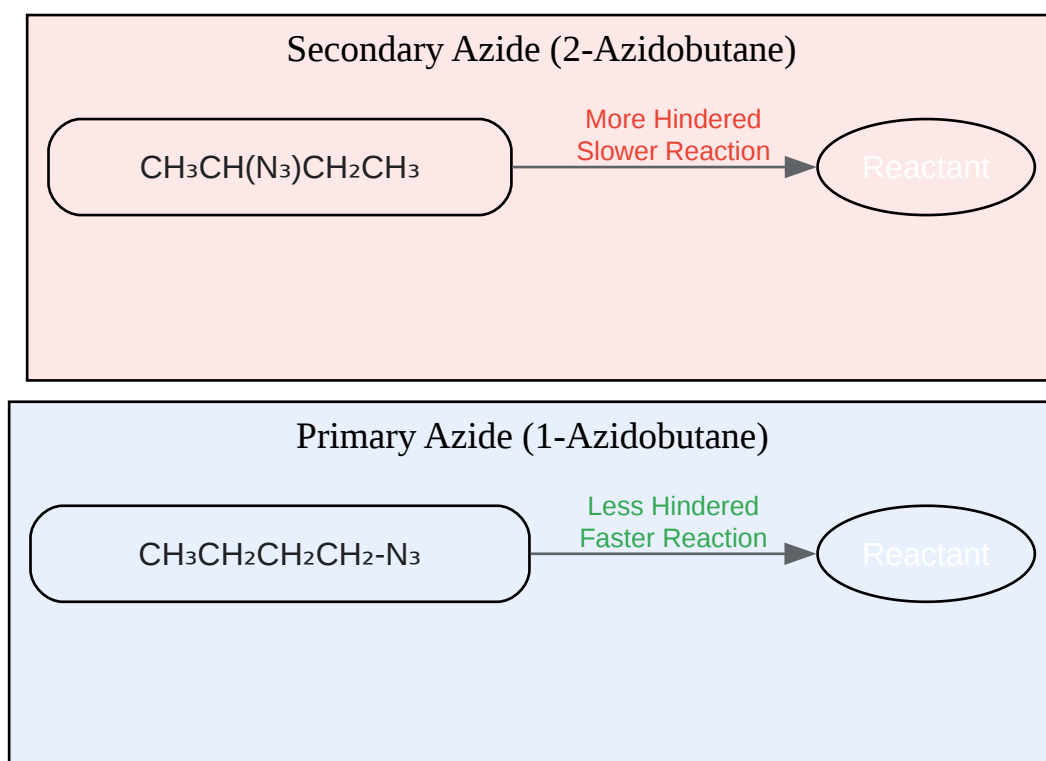 Secondary Azide (2-Azidobutane)
More Hindered
Slower Reaction
CH₃CH(N₃)CH₂CH₃
Reactant
Primary Azide (1-Azidobutane)
Less Hindered
Faster Reaction
CH₃CH₂CH₂CH₂-N₃
Reactant